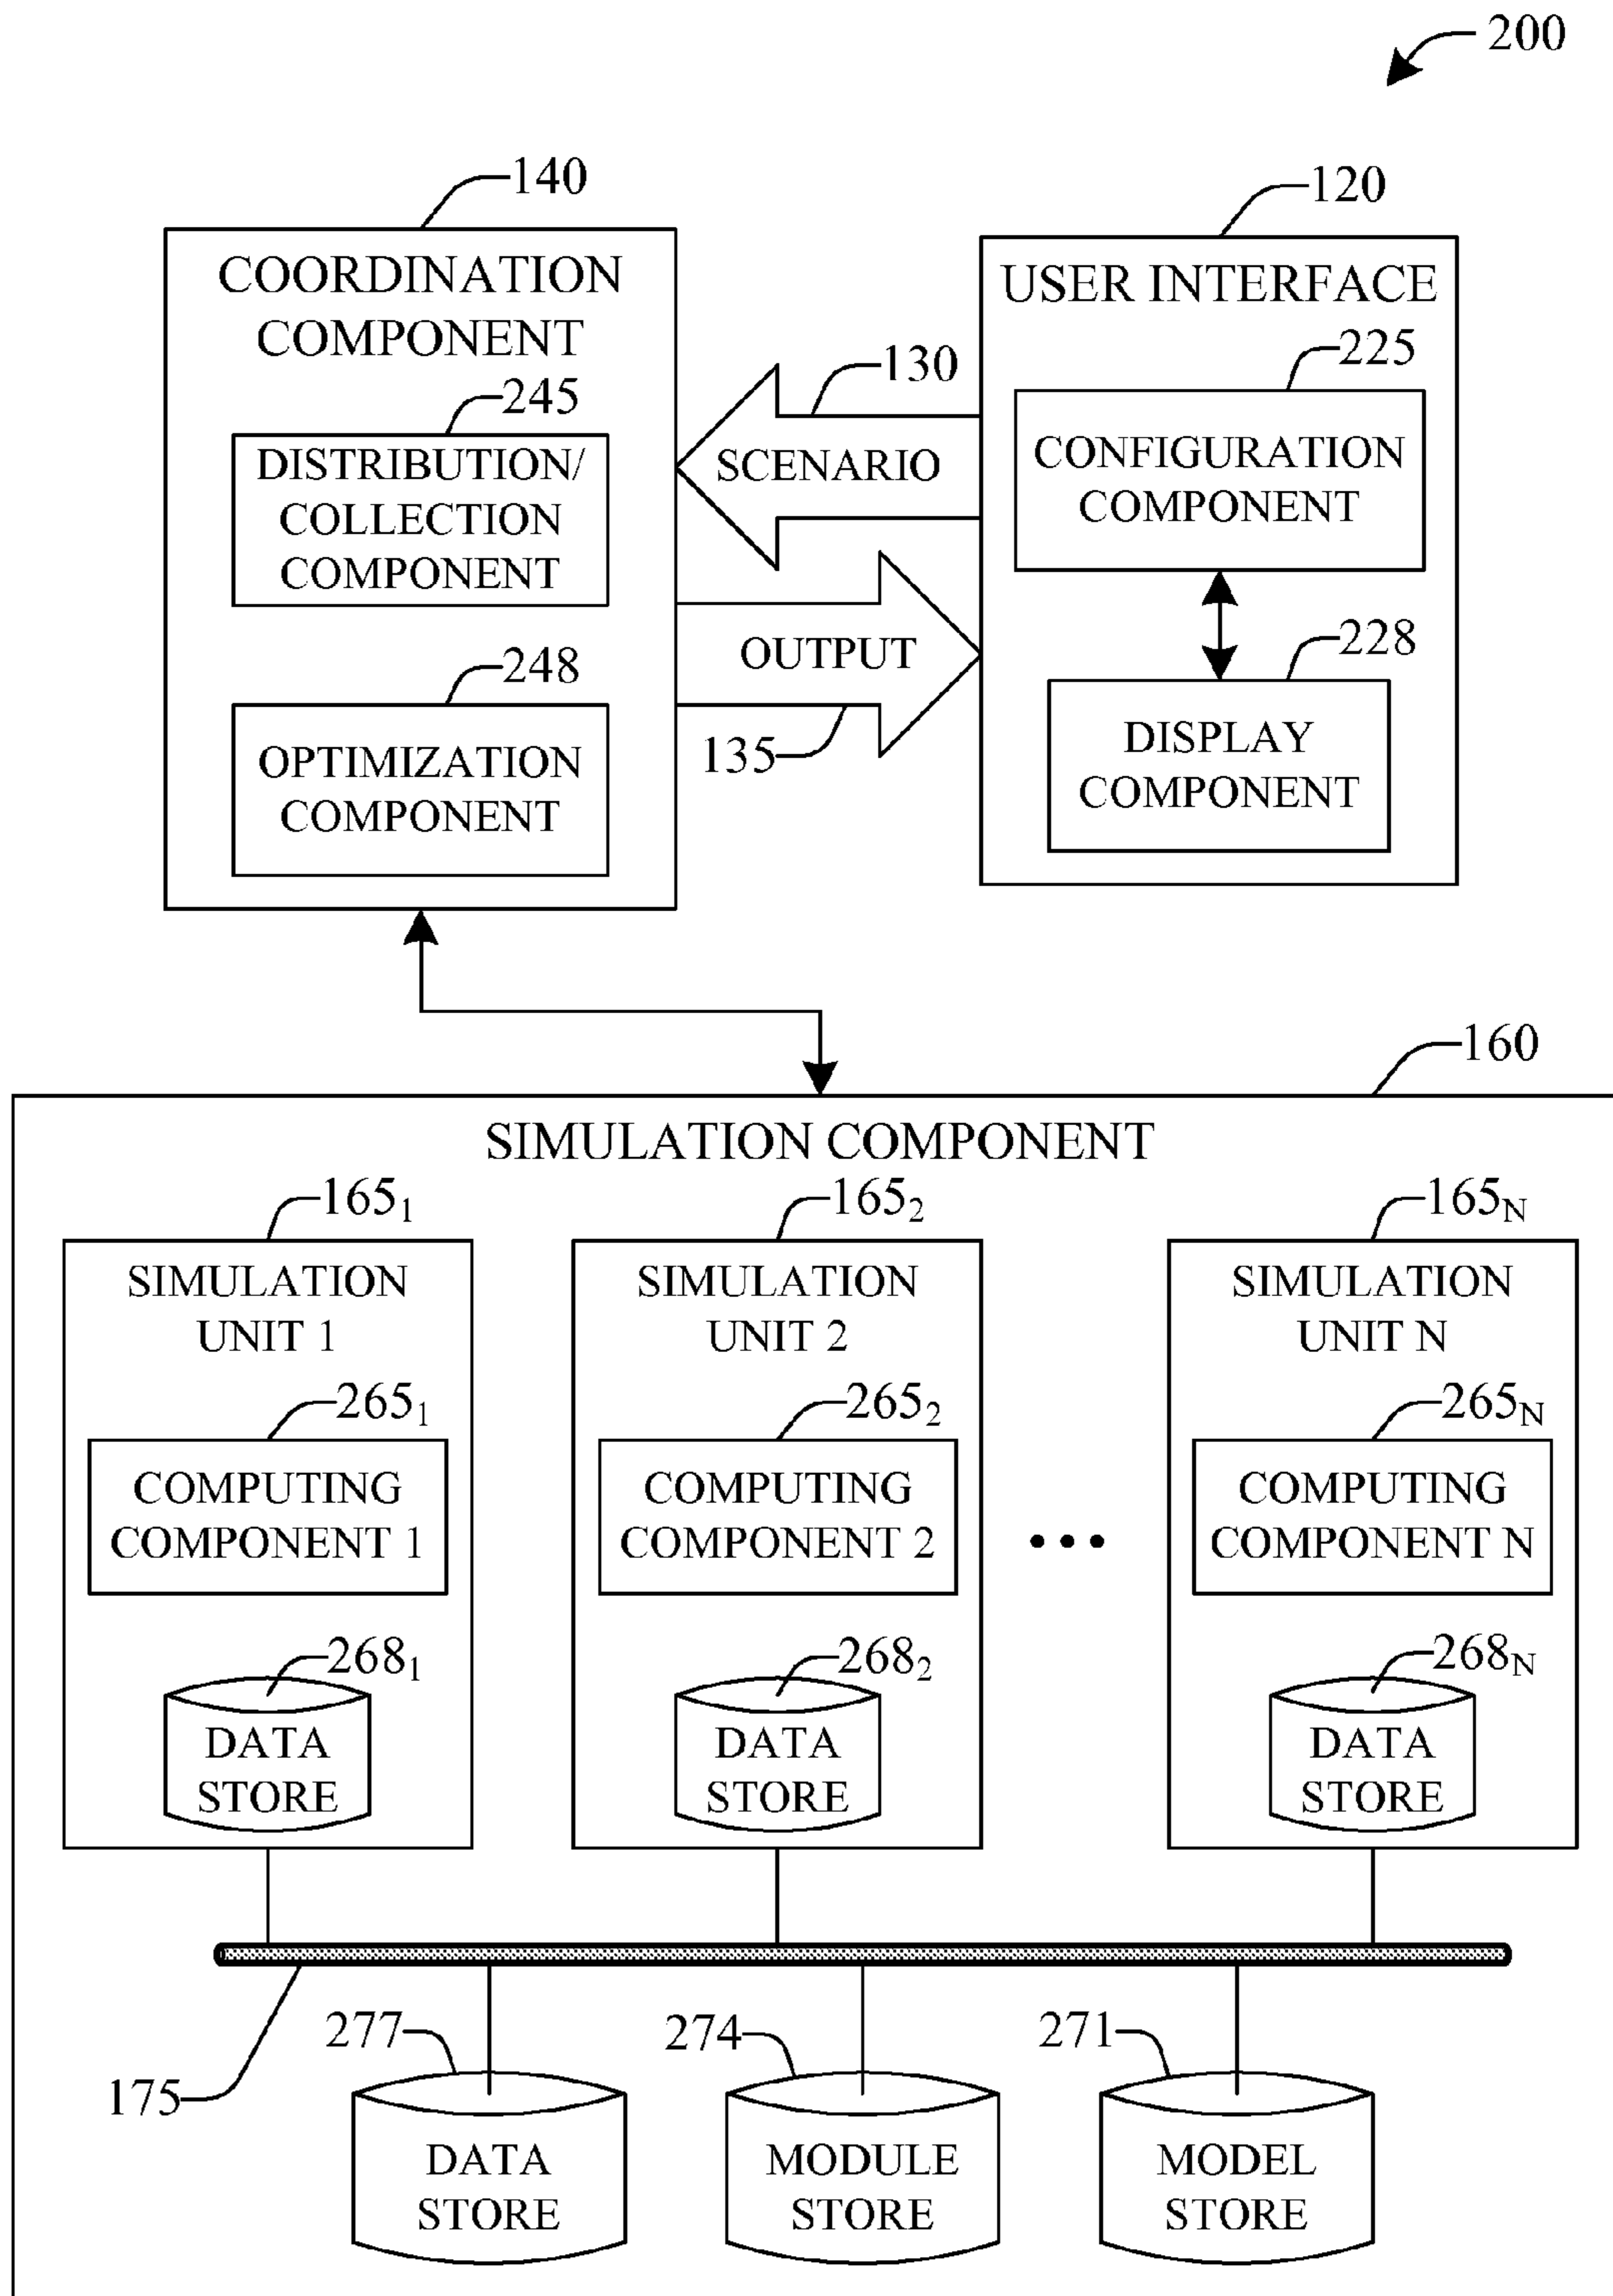 200
140
120
COORDINATION
COMPONENT
USER INTERFACE
245
130
225
DISTRIBUTION/
COLLECTION
COMPONENT
SCENARIO
CONFIGURATION
COMPONENT
248
OUTPUT
228
OPTIMIZATION
COMPONENT
135
DISPLAY
COMPONENT
160
SIMULATION COMPONENT
165₁
165₂
165N
SIMULATION
UNIT 1
SIMULATION
UNIT 2
SIMULATION
UNIT N
265₁
265₂
265N
COMPUTING
COMPONENT 1
COMPUTING
COMPONENT 2
•••
COMPUTING
COMPONENT N
268₁
268₂
268N
DATA
STORE
DATA
STORE
DATA
STORE
277
274
271
175
DATA
STORE
MODULE
STORE
MODEL
STORE